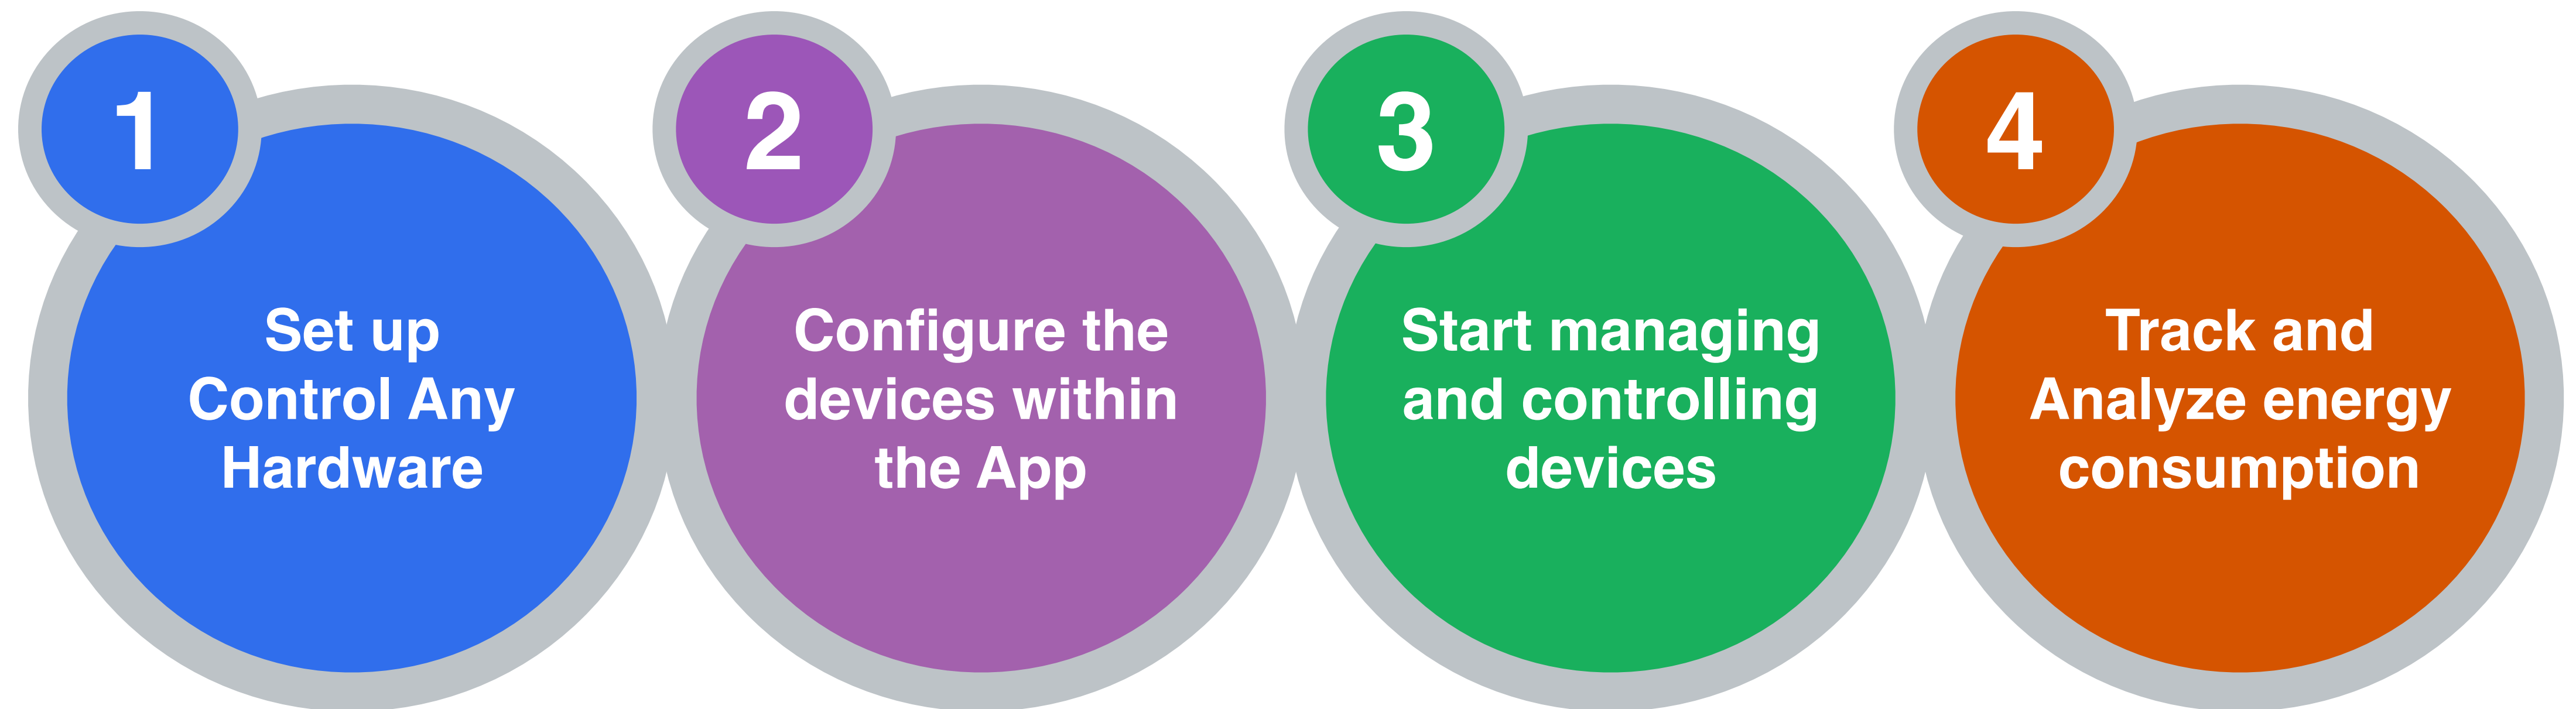 1
Set up
Control Any
Hardware
2
Configure the
devices within
the App
3
Start managing
and controlling
devices
4
Track and
Analyze energy
consumption